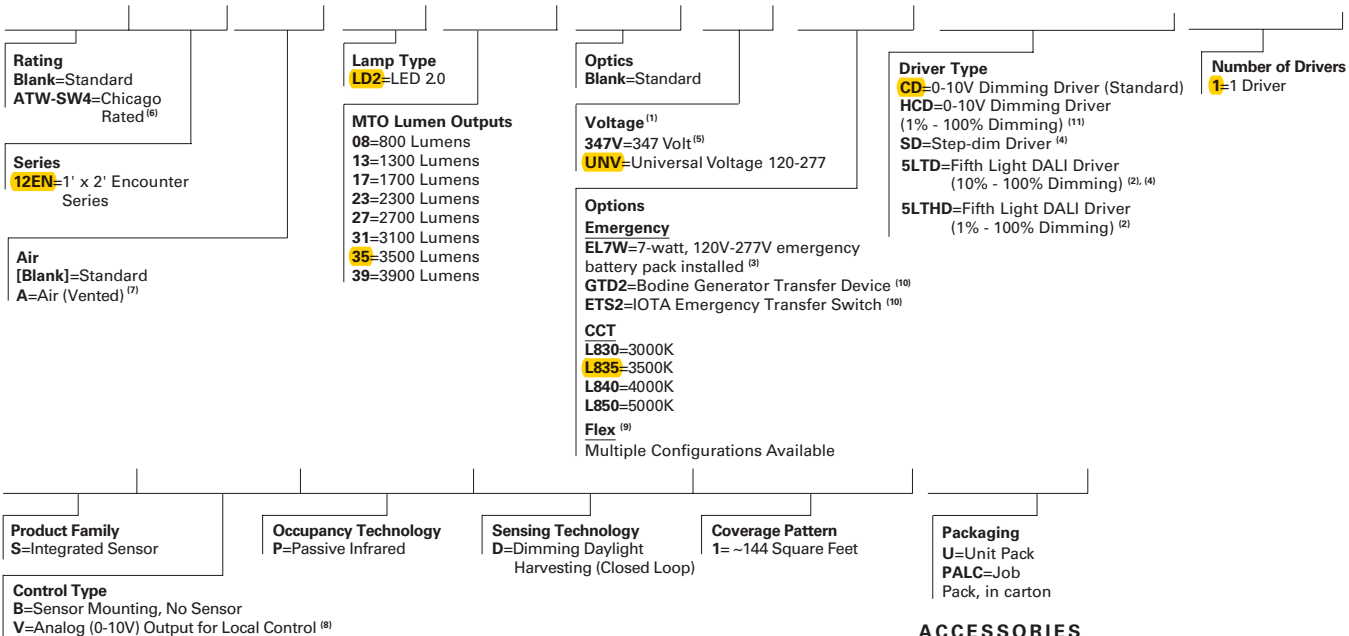 Rating
Blank=Standard
ATW-SW4=Chicago
Rated (6)
Series
12EN=1' x 2' Encounter
Series
Air
[Blank]=Standard
A=Air (Vented) (7)
Lamp Type
LD2=LED 2.0
MTO Lumen Outputs
08=800 Lumens
13=1300 Lumens
17=1700 Lumens
23=2300 Lumens
27=2700 Lumens
31=3100 Lumens
35=3500 Lumens
39=3900 Lumens
Optics
Blank=Standard
Voltage (1)
347V=347 Volt (5)
UNV=Universal Voltage 120-277
Options
Emergency
EL7W=7-watt, 120V-277V emergency
battery pack installed (3)
GTD2=Bodine Generator Transfer Device (10)
ETS2=IOTA Emergency Transfer Switch (10)
CCT
L830=3000K
L835=3500K
L840=4000K
L850=5000K
Flex (9)
Multiple Configurations Available
Driver Type
CD=0-10V Dimming Driver (Standard)
HCD=0-10V Dimming Driver
(1% - 100% Dimming) (11)
SD=Step-dim Driver (4)
5LTD=Fifth Light DALI Driver
(10% - 100% Dimming) (2), (4)
5LTHD=Fifth Light DALI Driver
(1% - 100% Dimming) (2)
Number of Drivers
1=1 Driver
Product Family
S=Integrated Sensor
Control Type
B=Sensor Mounting, No Sensor
V=Analog (0-10V) Output for Local Control (8)
Occupancy Technology
P=Passive Infrared
Sensing Technology
D=Dimming Daylight
Harvesting (Closed Loop)
Coverage Pattern
1= ~144 Square Feet
Packaging
U=Unit Pack
PALC=Job
Pack, in carton
ACCESSORIES